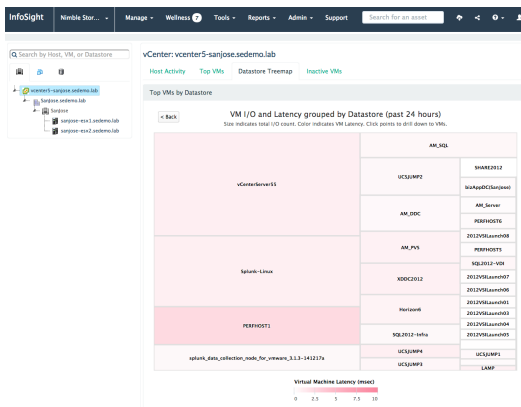 InfoSight
Nimble Stor...
Manage
Wellness 7
Tools
Reports
Admin
Support
Search for an asset
Search by Host, VM, or Datastore
vcenter5-sanjose.sedemo.lab
Sanjose.sedemo.lab
SanJose
sanjose-esx1.sedemo.lab
sanjose-esx2.sedemo.lab
vCenter: vcenter5-sanjose.sedemo.lab
Host Activity
Top VMs
Datastore Treemap
Inactive VMs
Top VMs by Datastore
< Back
VM I/O and Latency grouped by Datastore (past 24 hours)
Size indicates total I/O count. Color indicates VM Latency. Click points to drill down to VMs.
vCenterServer55
Splunk-Linux
PERFHOST1
splunk_data_collection_node_for_vmware_3.1.3-141217a
AM_SQL
UCSJUMP2
AM_DDC
AM_PVS
XDDC2012
Horizon6
SQL2012-Infra
UCSJUMP4
UCSJUMP3
SHARE2012
bizAppDC(SanJose)
AM_Server
PERFHOST6
2012VSILaunch08
PERFHOST5
SQL2012-VDI
2012VSILaunch07
2012VSILaunch06
2012VSILaunch01
2012VSILaunch03
2012VSILaunch04
2012VSILaunch05
UCSJUMP1
LAMP
Virtual Machine Latency (msec)
0 2.5 5 7.5 10